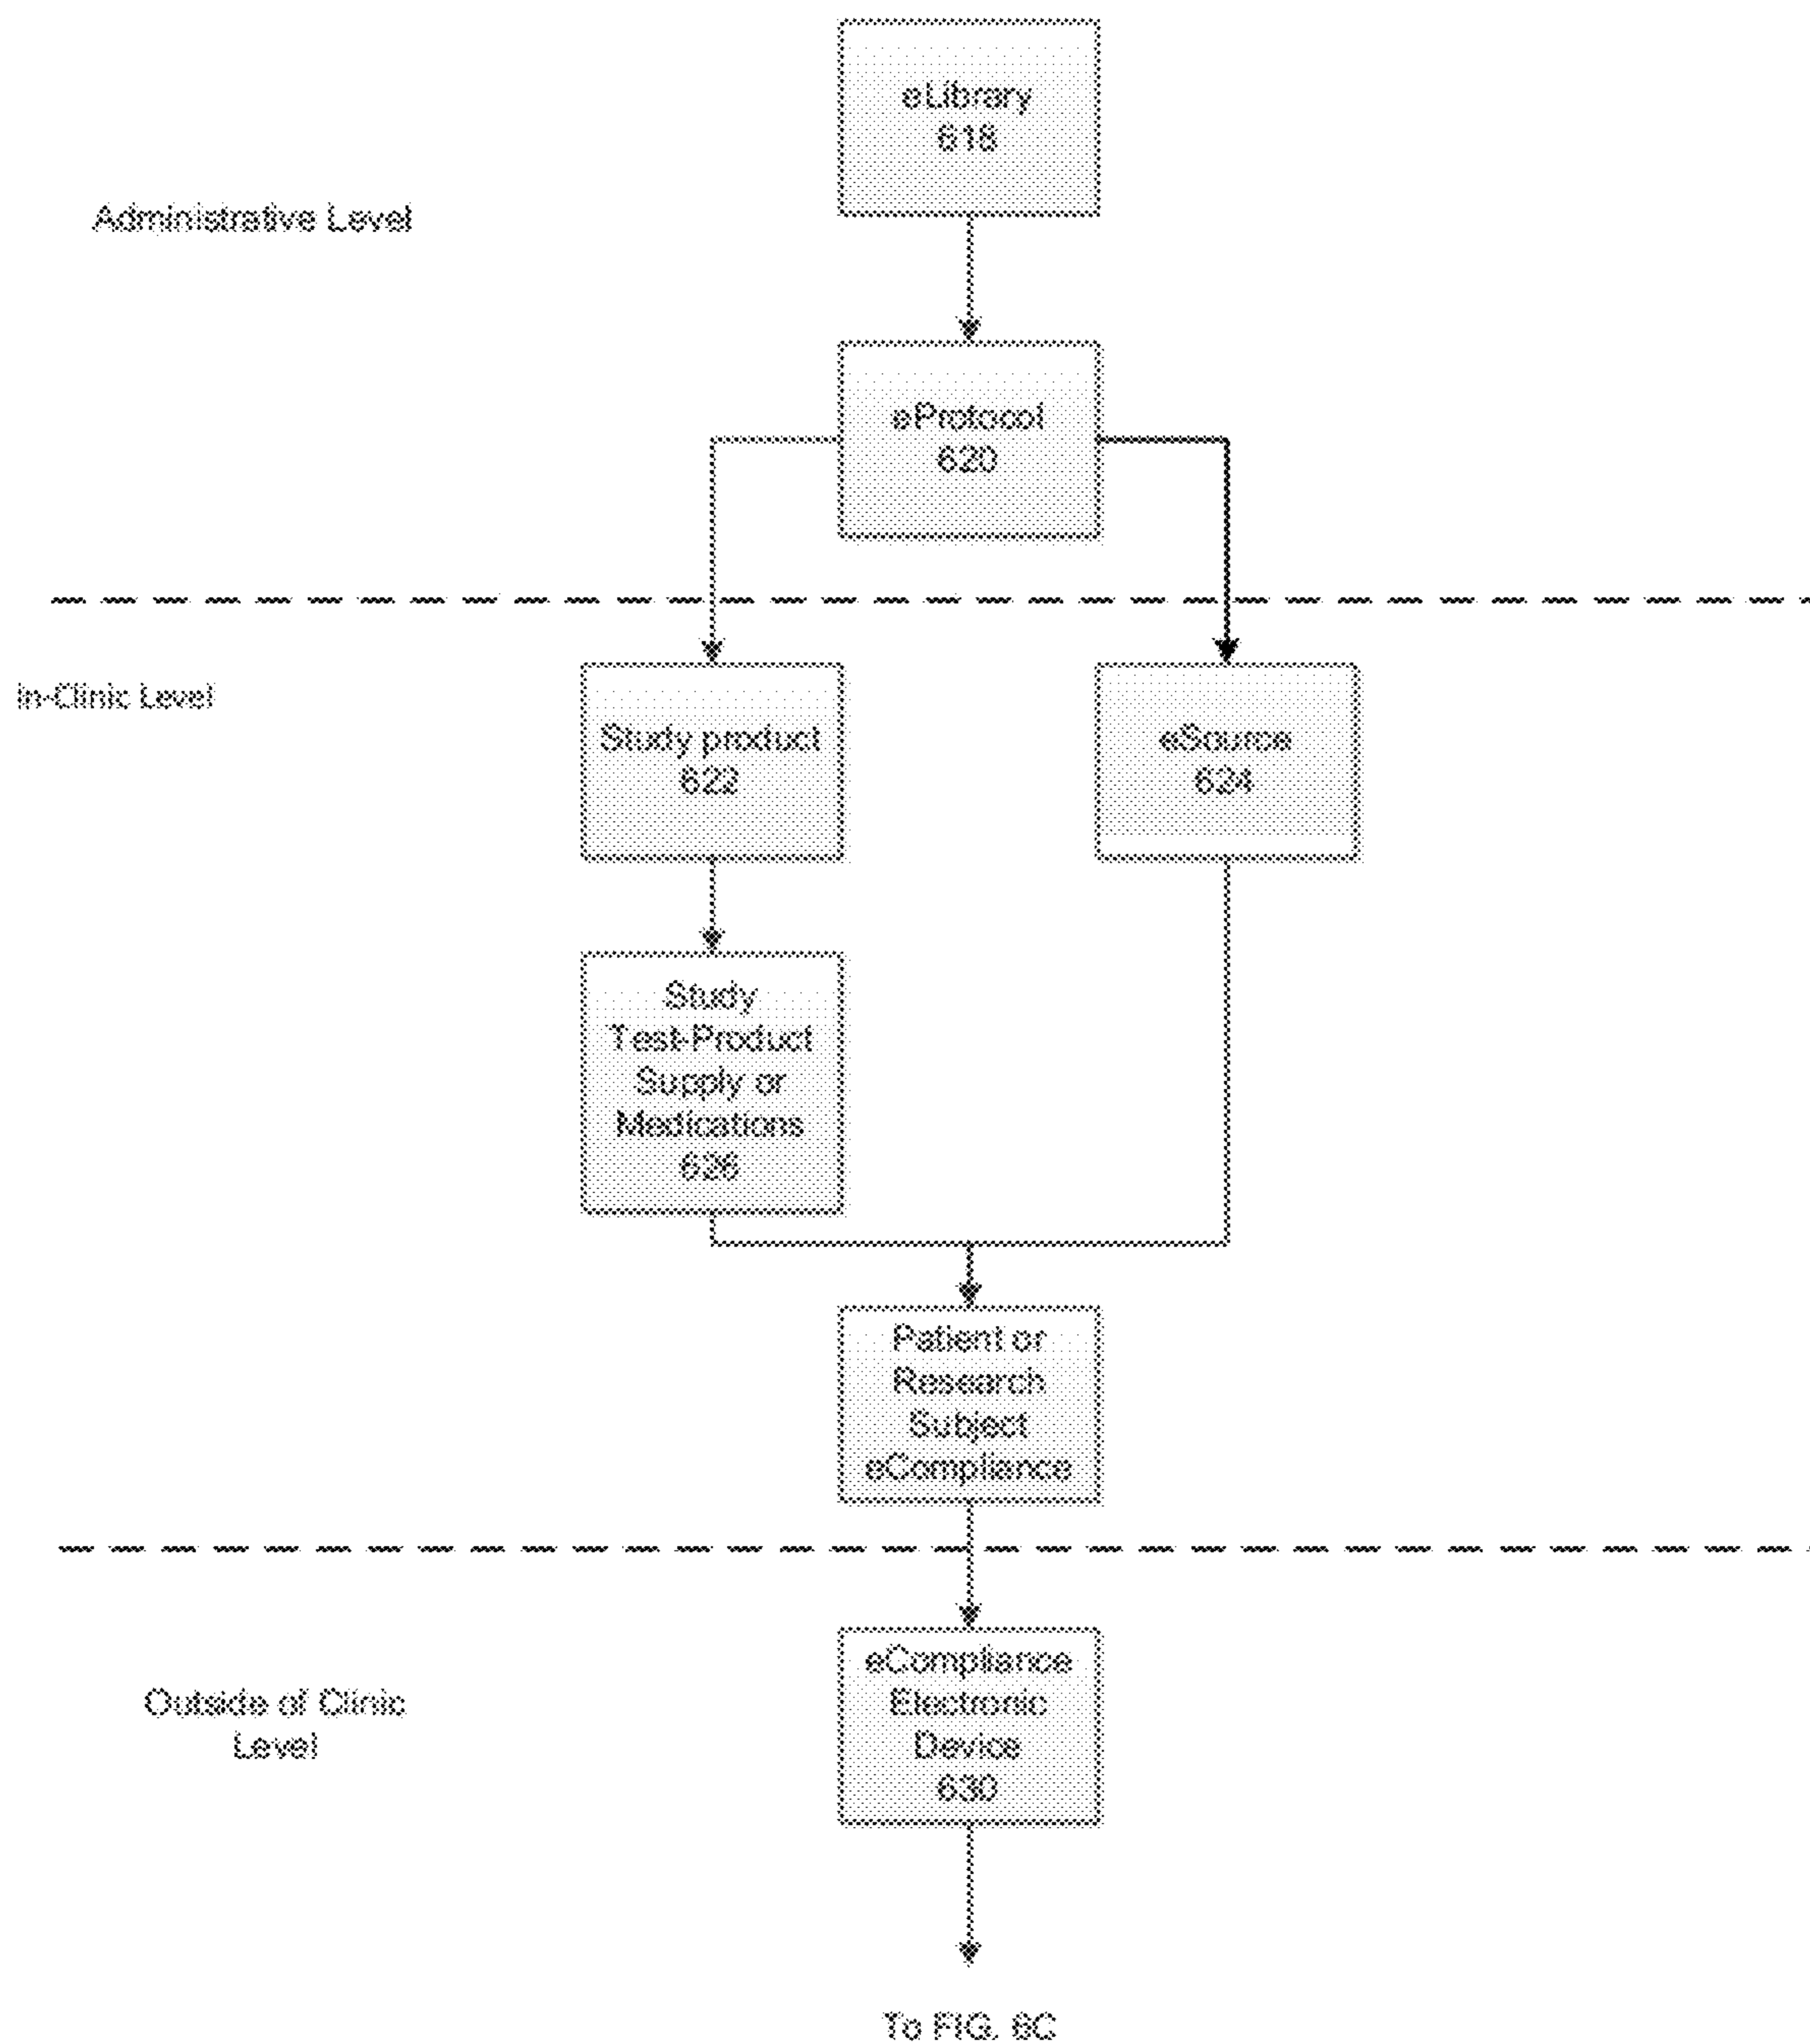 eLibrary
618
Administrative Level
eProtocol
620
In-Clinic Level
Study product
622
eSource
624
Study
Test-Product
Supply or
Medications
626
Patient or
Research
Subject
eCompliance
eCompliance
Electronic
Device
630
Outside of Clinic
Level
To FIG. 6C